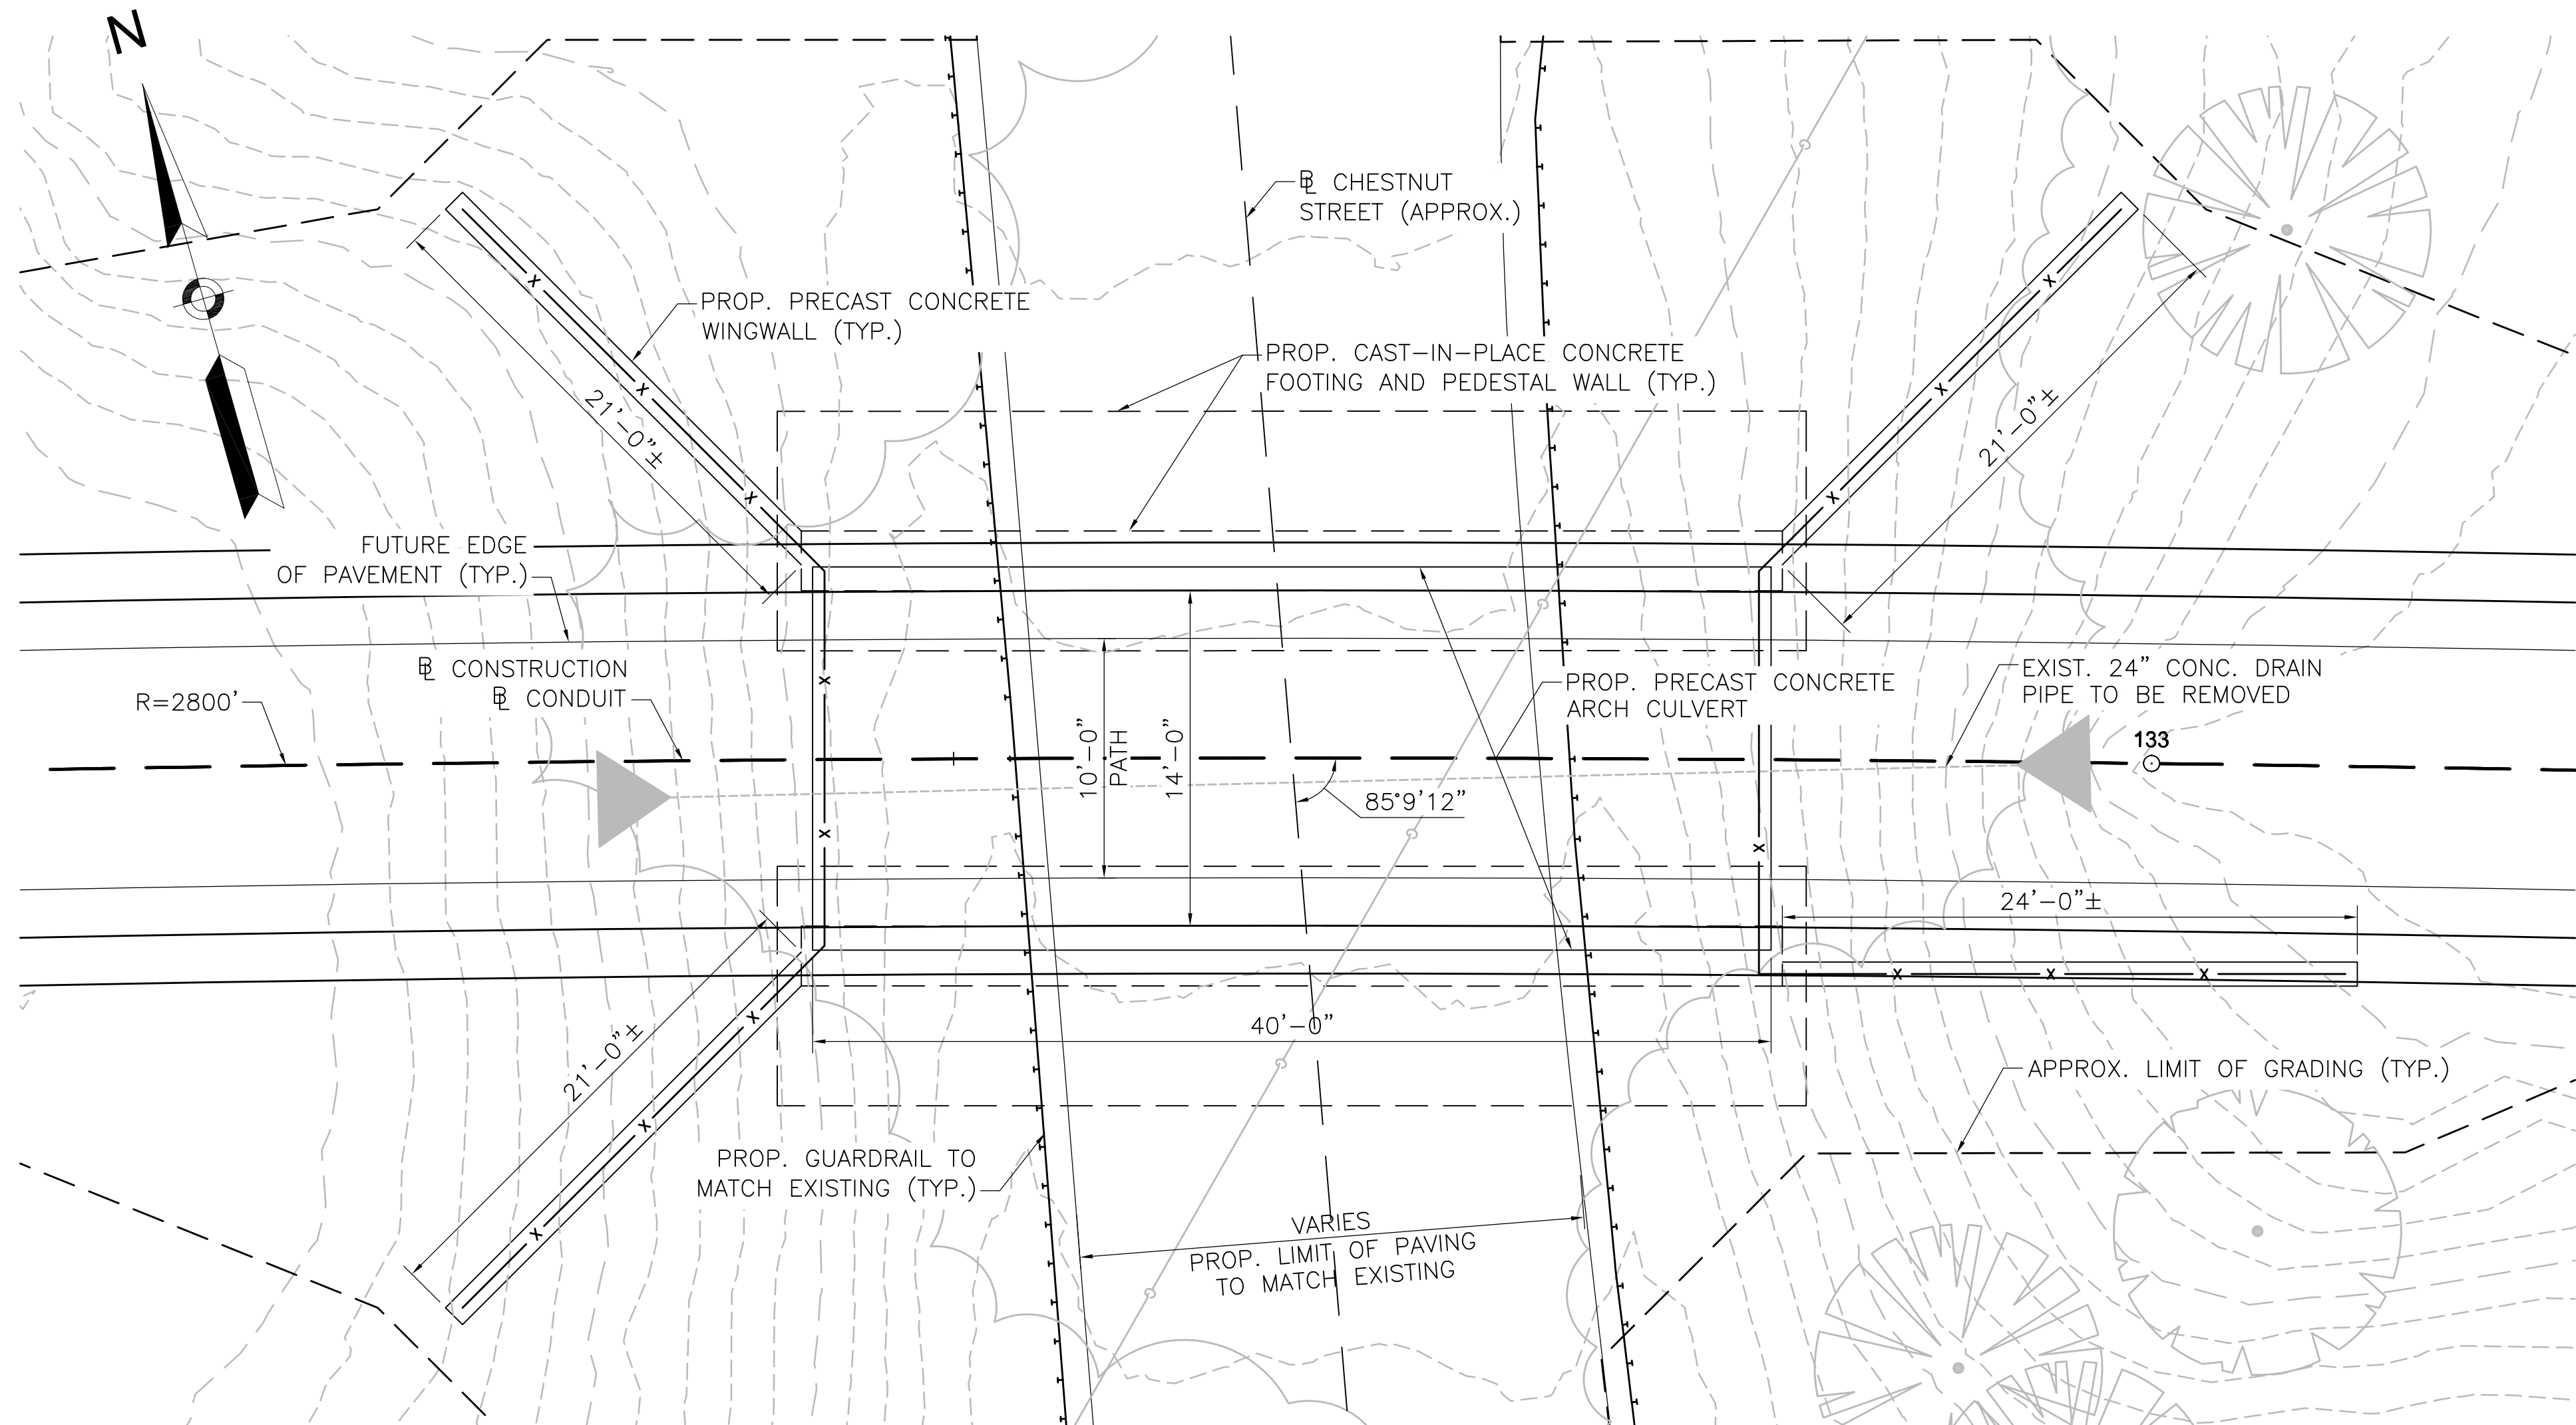 N
℄ CHESTNUT
STREET (APPROX.)
PROP. PRECAST CONCRETE
WINGWALL (TYP.)
PROP. CAST-IN-PLACE CONCRETE
FOOTING AND PEDESTAL WALL (TYP.)
21'-0"±
21'-0"±
FUTURE EDGE
OF PAVEMENT (TYP.)
℄ CONSTRUCTION
℄ CONDUIT
R=2800'
10'-0"
PATH
14'-0"
85°9'12"
PROP. PRECAST CONCRETE
ARCH CULVERT
EXIST. 24" CONC. DRAIN
PIPE TO BE REMOVED
133
24'-0"±
21'-0"±
40'-0"
APPROX. LIMIT OF GRADING (TYP.)
PROP. GUARDRAIL TO
MATCH EXISTING (TYP.)
VARIES
PROP. LIMIT OF PAVING
TO MATCH EXISTING